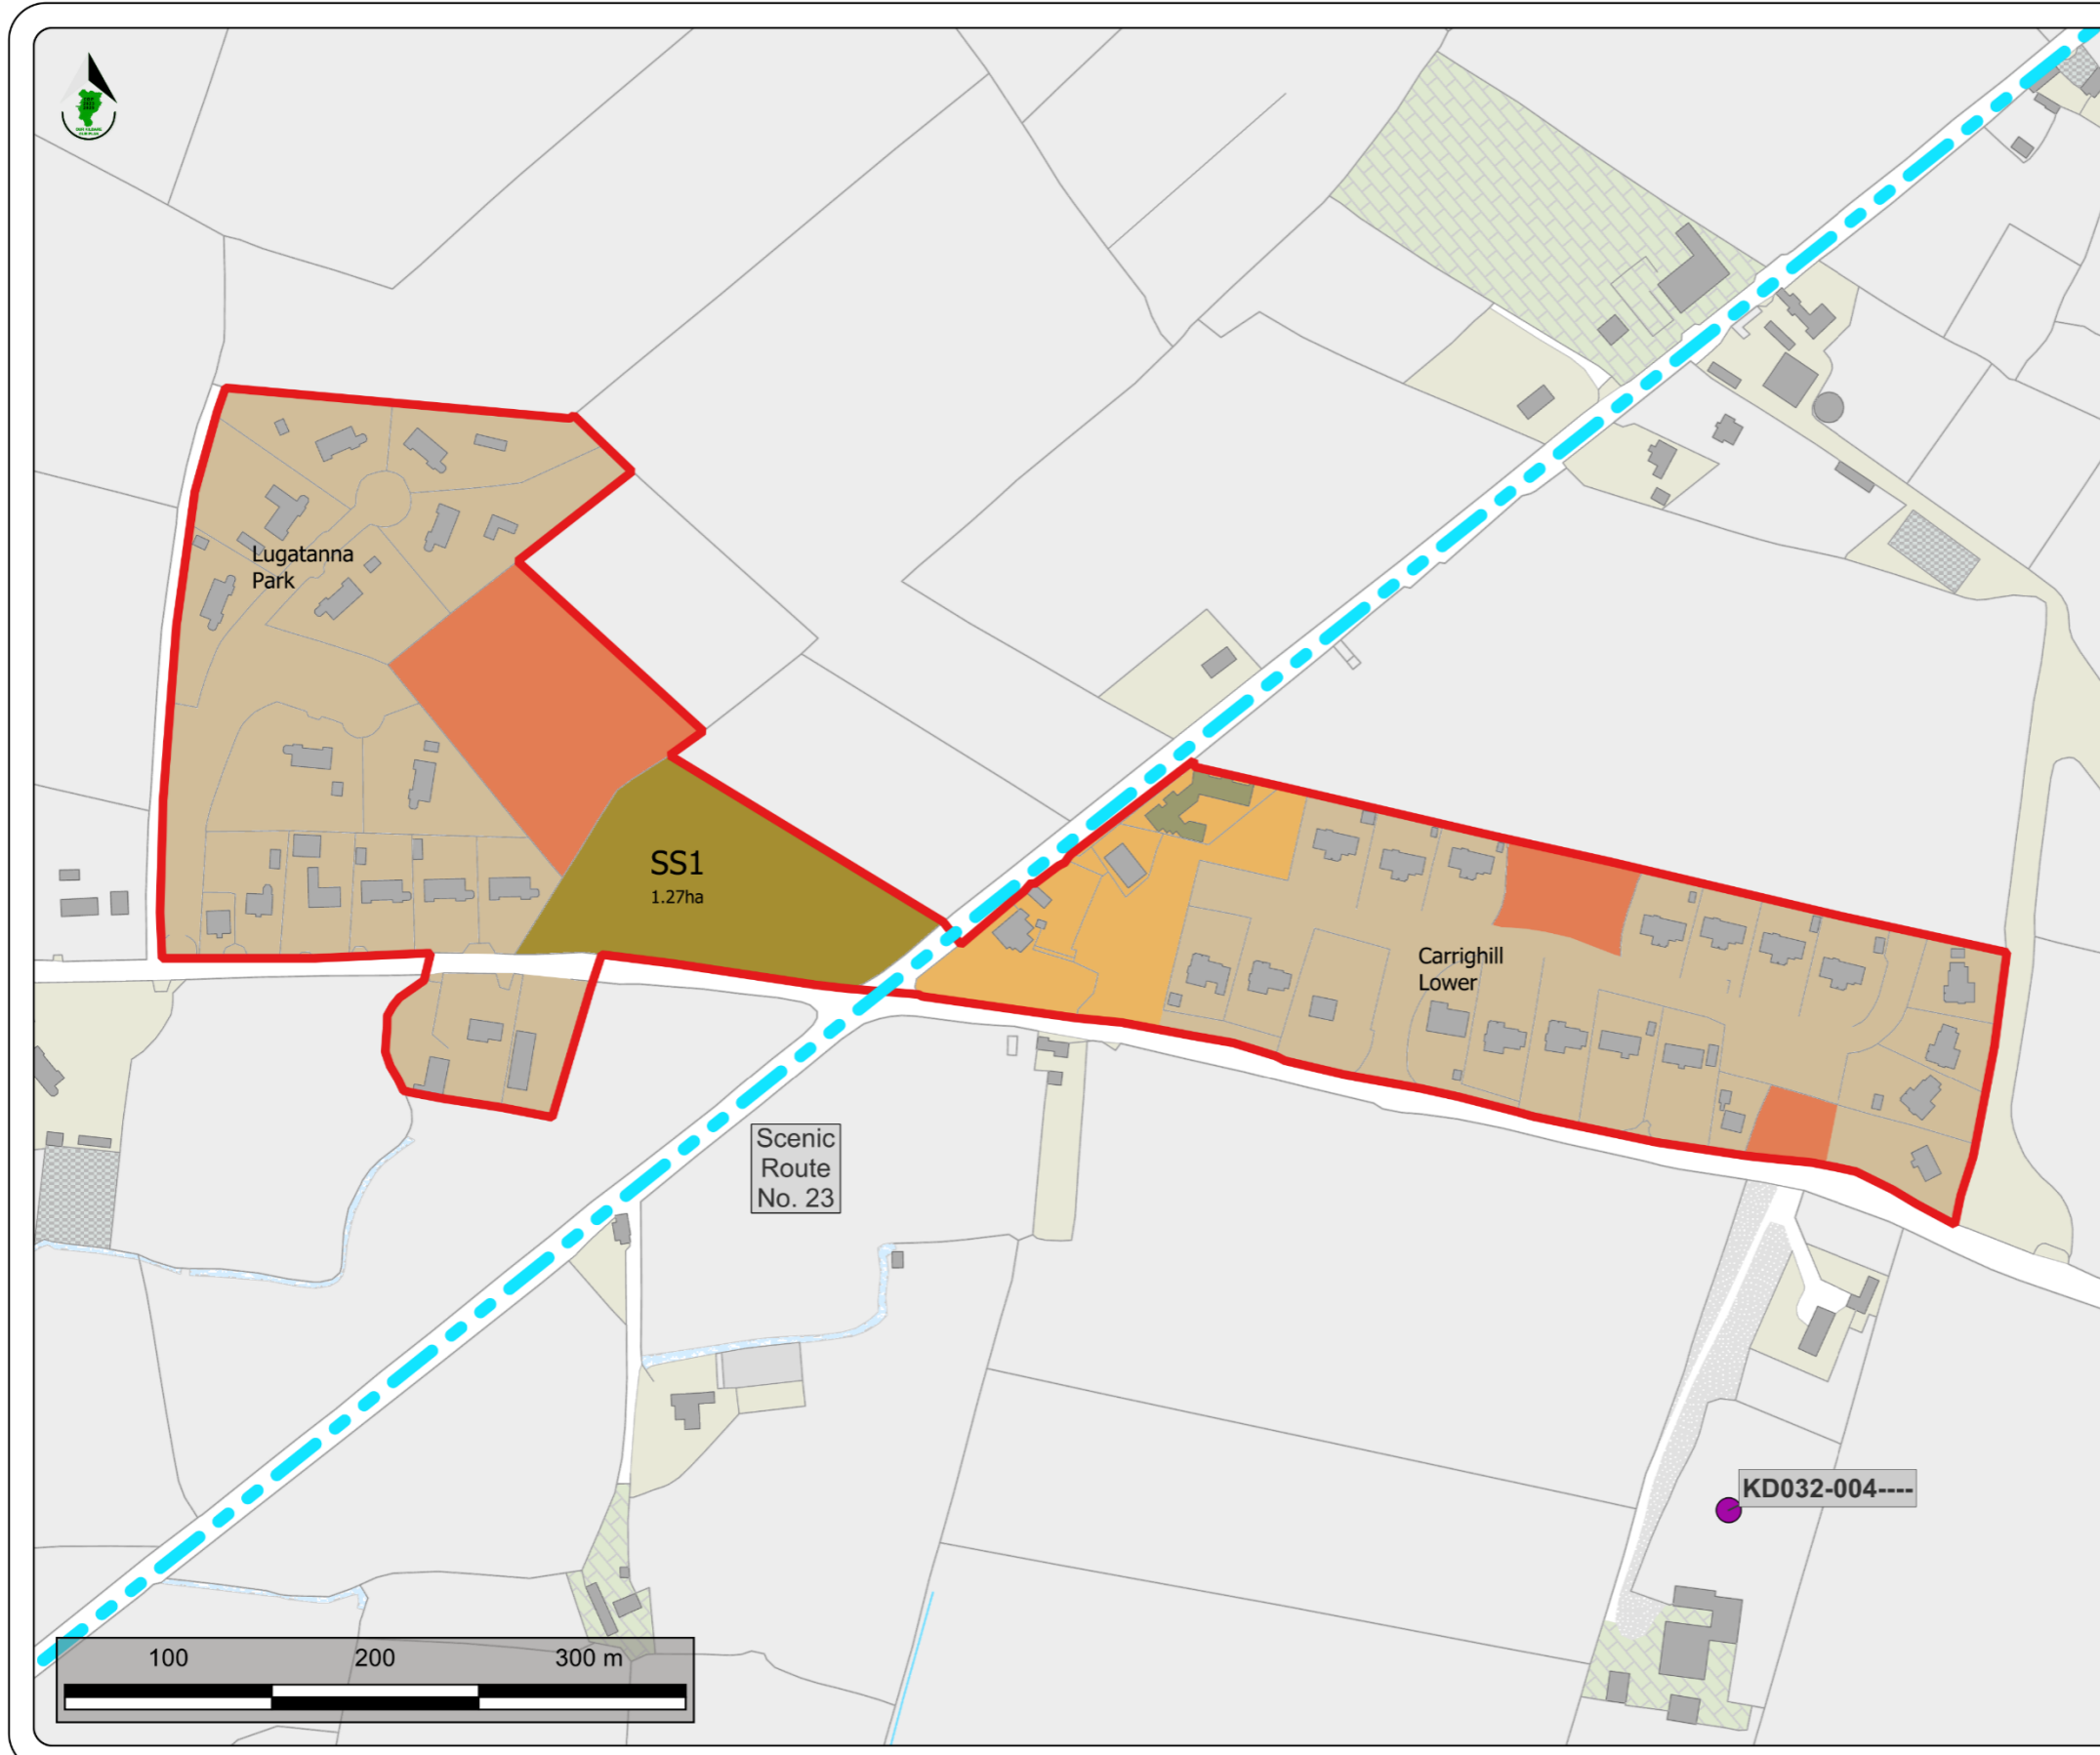 Lugatanna
Park
SS1
1.27ha
Carrighill
Lower
Scenic
Route
No. 23
KD032-004----
100 200 300 m